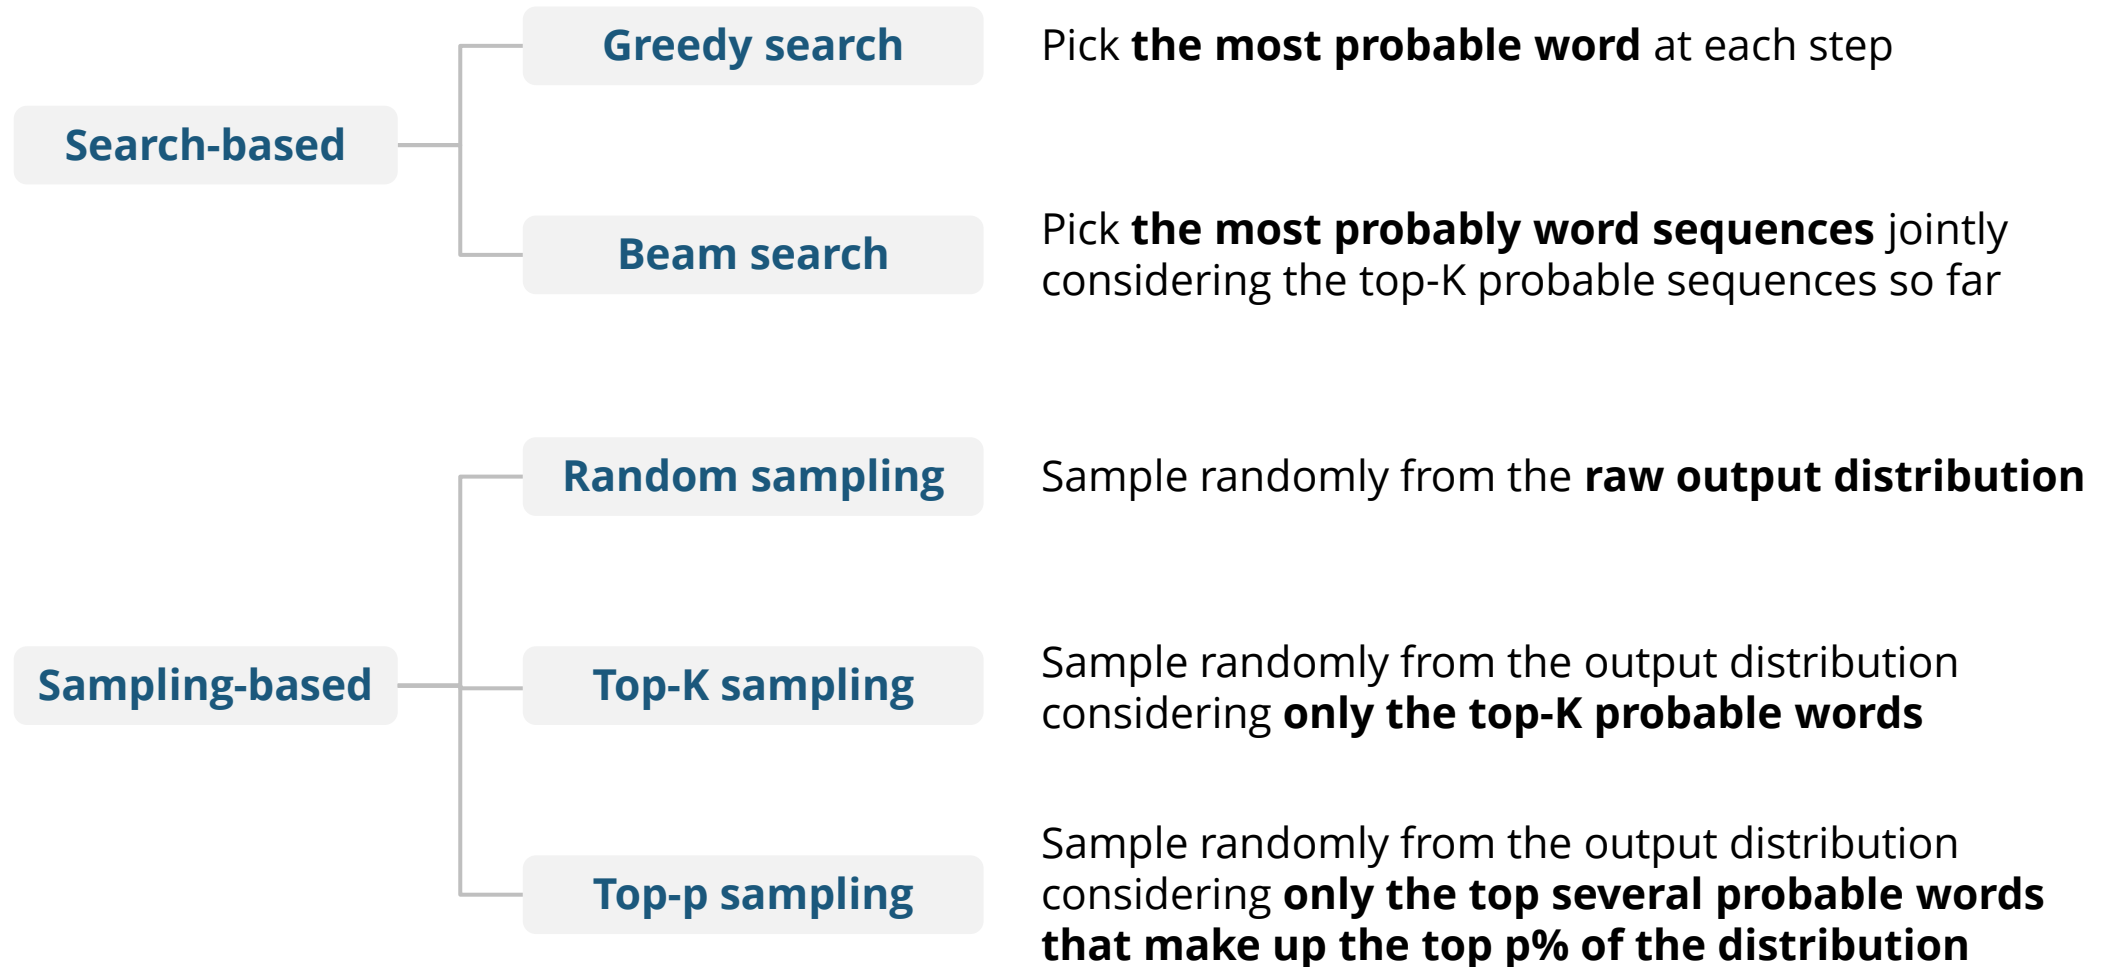 Search-based
Greedy search
Pick the most probable word at each step
Beam search
Pick the most probably word sequences jointly
considering the top-K probable sequences so far
Sampling-based
Random sampling
Sample randomly from the raw output distribution
Top-K sampling
Sample randomly from the output distribution
considering only the top-K probable words
Top-p sampling
Sample randomly from the output distribution
considering only the top several probable words
that make up the top p% of the distribution